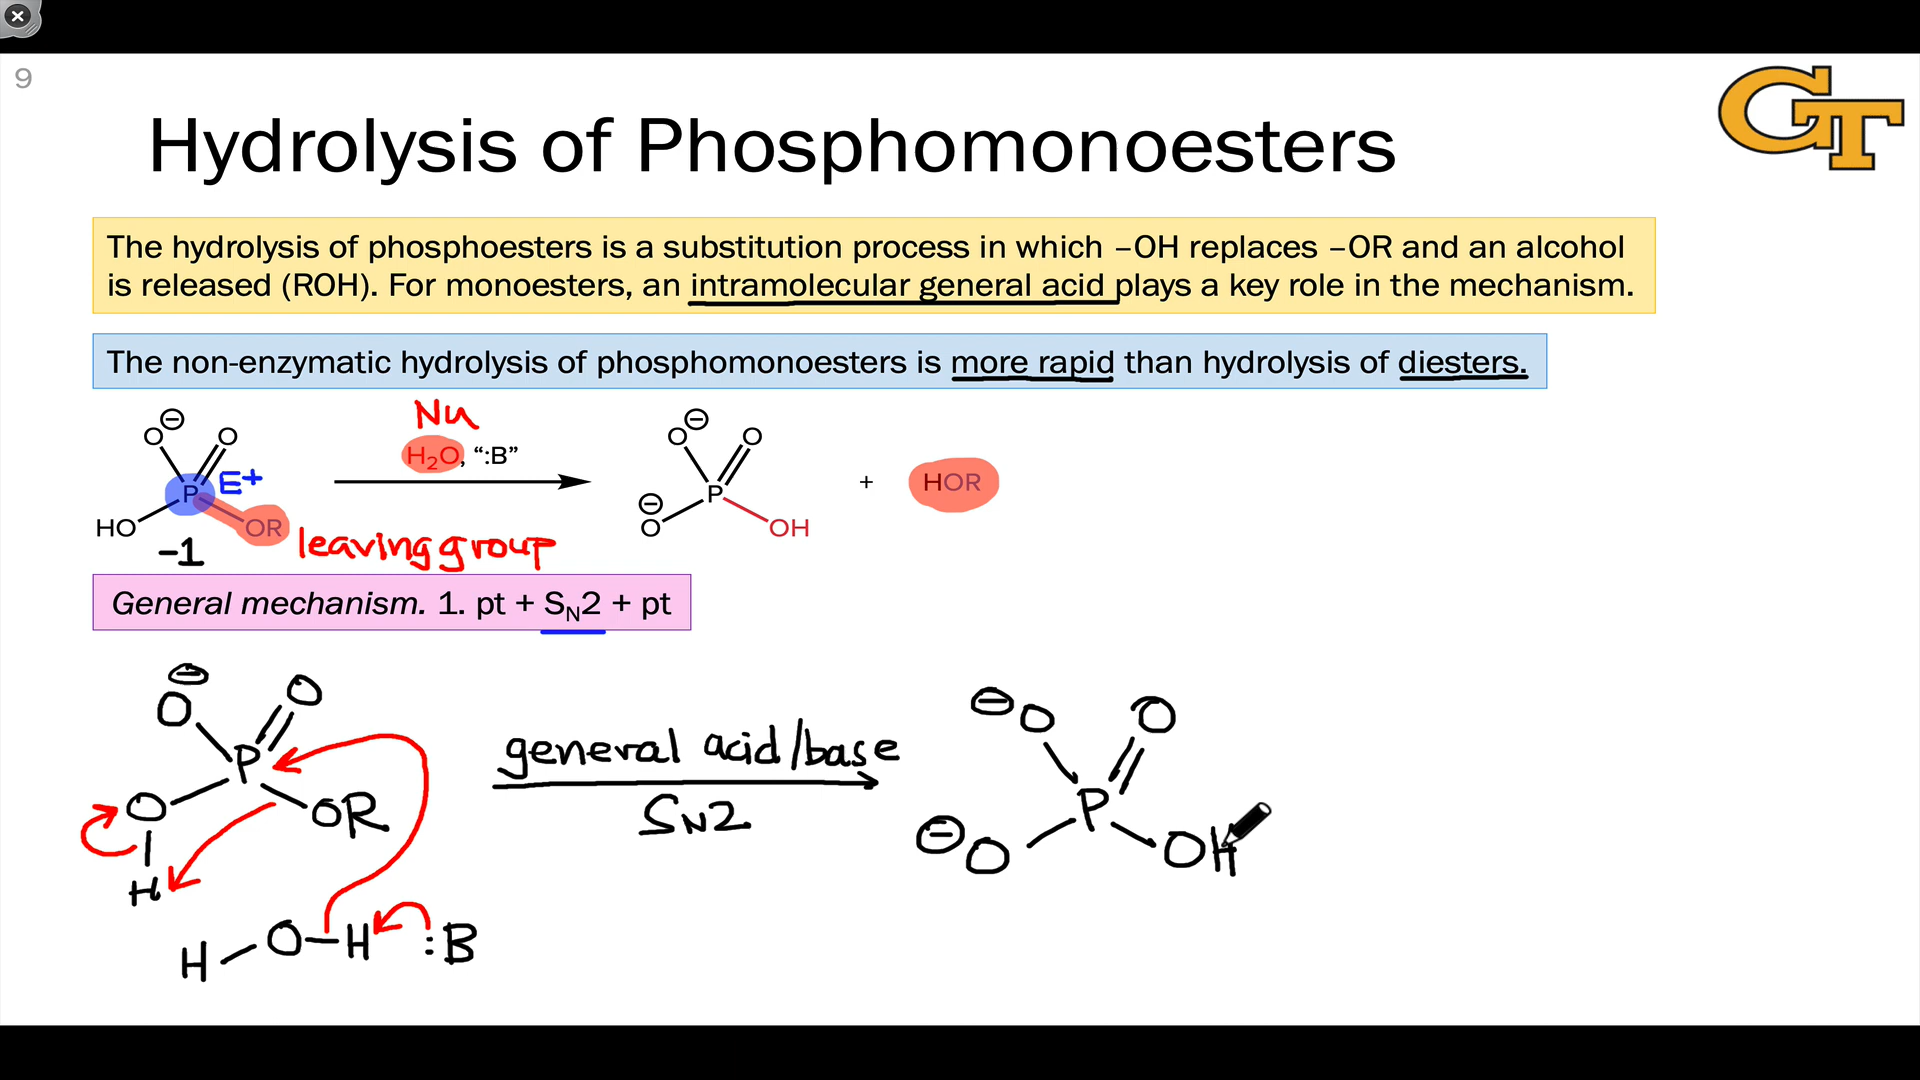 9
GT
Hydrolysis of Phosphomonoesters
The hydrolysis of phosphoesters is a substitution process in which –OH replaces –OR and an alcohol
is released (ROH). For monoesters, an intramolecular general acid plays a key role in the mechanism.
The non-enzymatic hydrolysis of phosphomonoesters is more rapid than hydrolysis of diesters.
Nu
⊖ O O P E+ HO OR
H₂O, “:B”
⊖ O O P ⊖ O OH
+ HOR
-1 leaving group
General mechanism. 1. pt + SN2 + pt
⊖ O O P O OR H
general acid/base
SN2
⊖ O O P ⊖ O OH
H O H :B